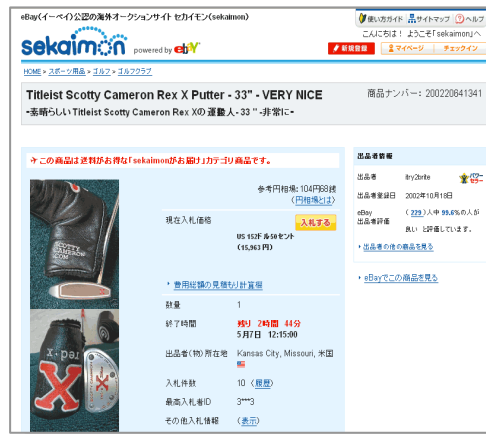 eBay(イーベイ)公認の海外オークションサイト セカイモン(sekaimon)
使い方ガイド サイトマップ ヘルプ
sekaimon powered by ebY
こんにちは! ようこそ「sekaimon」へ
新規登録 マイページ チェックイン
HOME > スポーツ用品 > ゴルフ > ゴルフクラブ
Titleist Scotty Cameron Rex X Putter - 33" - VERY NICE
商品ナンバー: 200220641341
-素晴らしい Titleist Scotty Cameron Rex Xの 運動 人- 33 " -非常に-
この商品は送料がお得な「sekaimonがお届け」カテゴリ商品です。
参考円相場:104円68銭
(円相場とは)
現在入札価格
入札する
US 152ドル50セント
(15,963 円)
費用総額の見積もり計算機
数量 1
終了時間 残り 2時間 44分
5月7日 12:15:00
出品者(物)所在地 Kansas City, Missouri, 米国
入札件数 10 (履歴)
最高入札者ID 3***3
その他入札情報 (表示)
SCOTTY
CAMERON
.COM
X
出品者情報
出品者 itry2brite パワーセラー
出品者登録日 2002年10月18日
eBay
出品者評価
( 229 )人中 99.6%の人が
良い と評価しています。
出品者の他の商品を見る
eBayでこの商品を見る